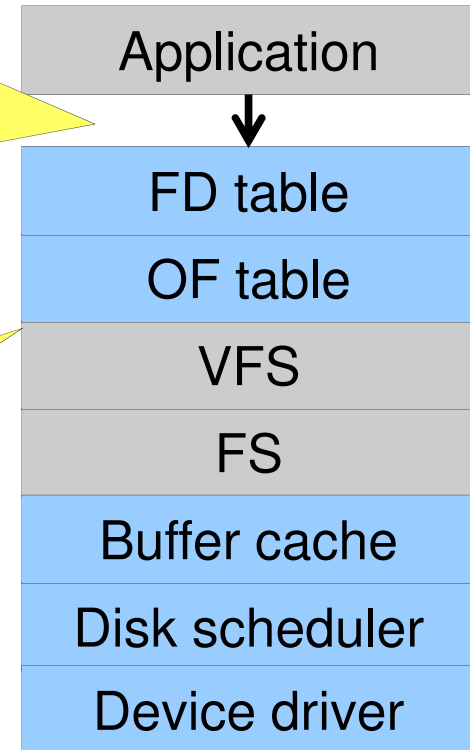 Application
FD table
OF table
VFS
FS
Buffer cache
Disk scheduler
Device driver